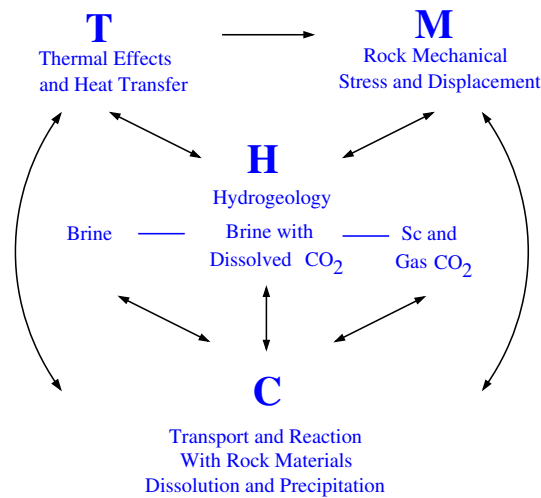 T
Thermal Effects
and Heat Transfer
M
Rock Mechanical
Stress and Displacement
H
Hydrogeology
Brine
Brine with
Dissolved CO2
Sc and
Gas CO2
C
Transport and Reaction
With Rock Materials
Dissolution and Precipitation